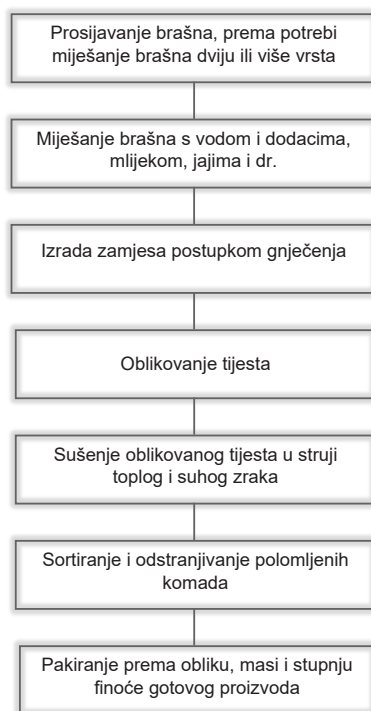 Prosijavanje brašna, prema potrebi
miješanje brašna dviju ili više vrsta
Miješanje brašna s vodom i dodacima,
mlijekom, jajima i dr.
Izrada zamjesa postupkom gnječenja
Oblikovanje tijesta
Sušenje oblikovanog tijesta u struji
toplog i suhog zraka
Sortiranje i odstranjivanje polomljenih
komada
Pakiranje prema obliku, masi i stupnju
finoće gotovog proizvoda